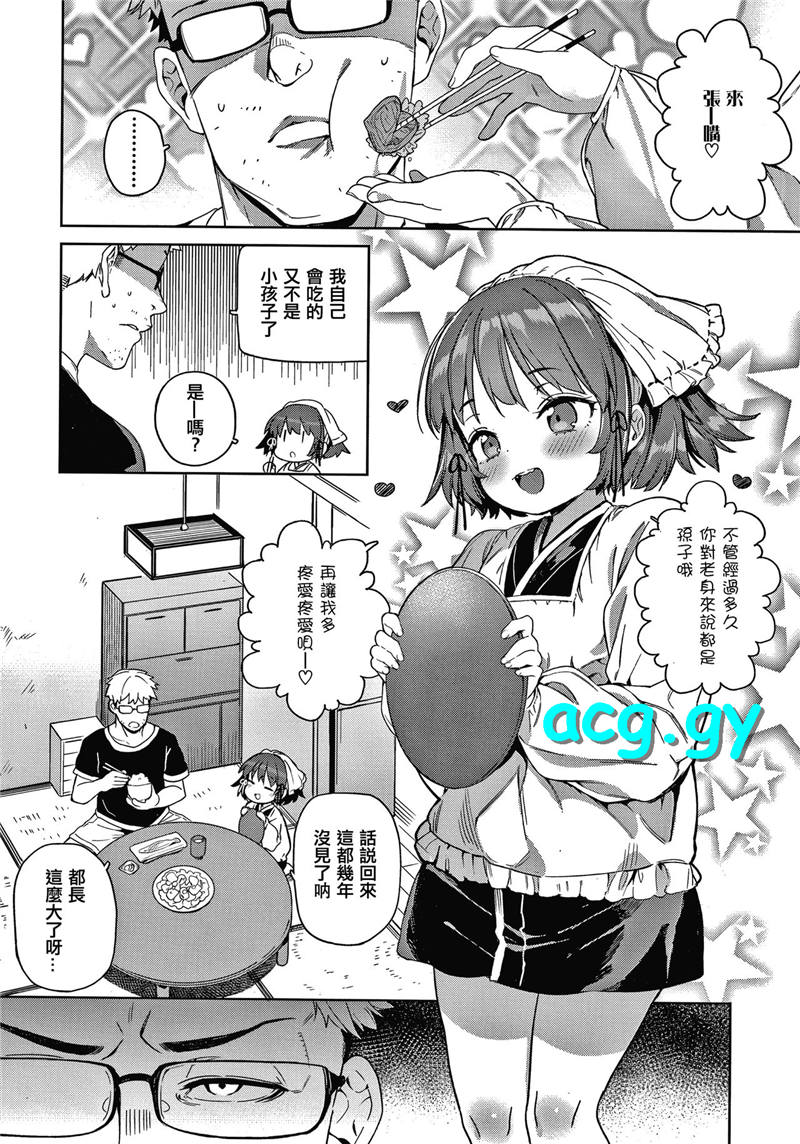 來
張ー嘴♡
………
我自己
會吃的
又不是
小孩子了
是ー嗎？
不管經過多久
你對老身來說都是
孫子哦
再讓我多
疼愛疼愛唄ー♡
acg.gy
話說回來
這都幾年
沒見了吶
都長
這麼大了呀…